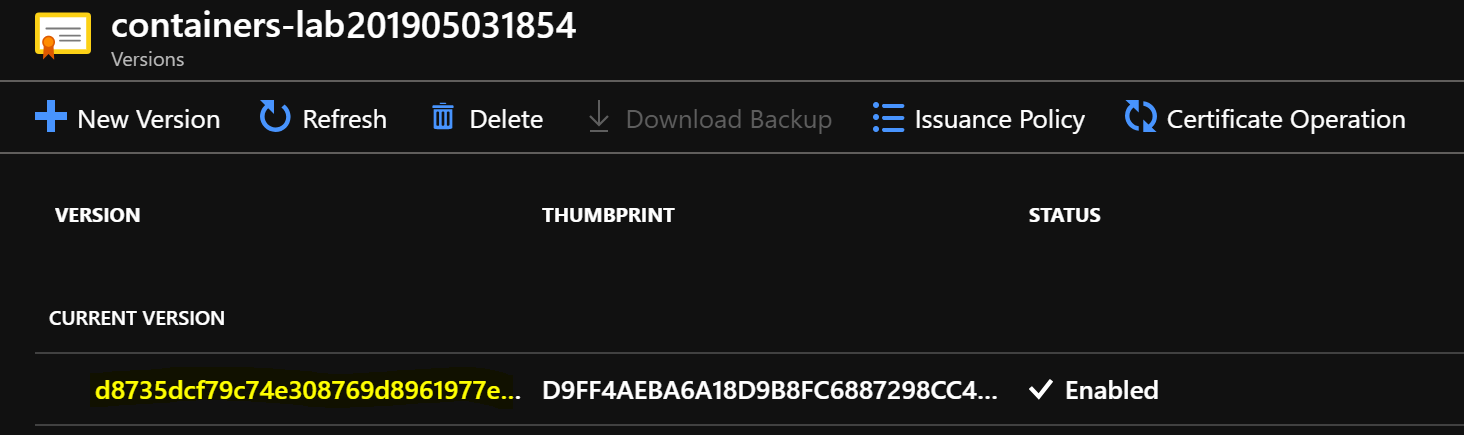 containers-lab201905031854
Versions
New Version Refresh Delete Download Backup Issuance Policy Certificate Operation
VERSION THUMBPRINT STATUS
CURRENT VERSION
d8735dcf79c74e308769d8961977e... D9FF4AEBA6A18D9B8FC6887298CC4... Enabled